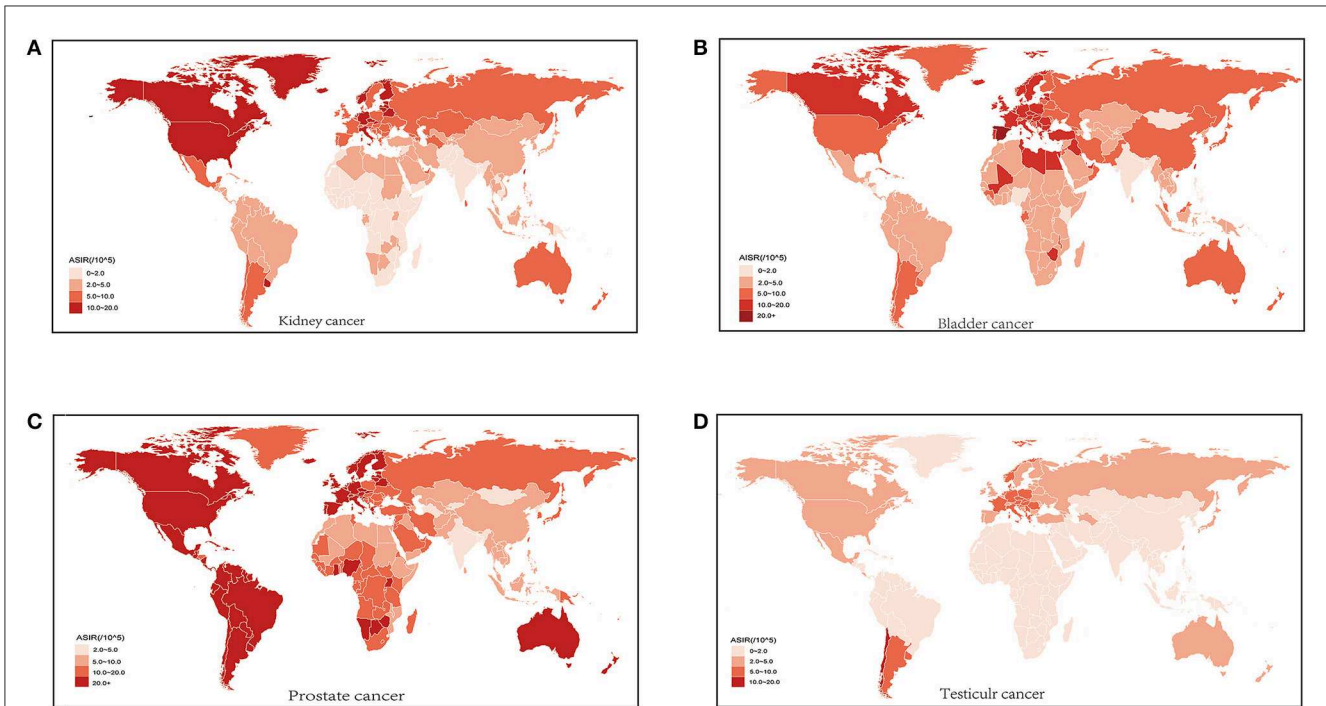 A
ASIR(/10^5)
0~2.0
2.0~5.0
5.0~10.0
10.0~20.0
Kidney cancer
B
AISR(/10^5)
0~2.0
2.0~5.0
5.0~10.0
10.0~20.0
20.0+
Bladder cancer
C
ASIR(/10^5)
2.0~5.0
5.0~10.0
10.0~20.0
20.0+
Prostate cancer
D
ASIR(/10^5)
0~2.0
2.0~5.0
5.0~10.0
10.0~20.0
Testiculr cancer